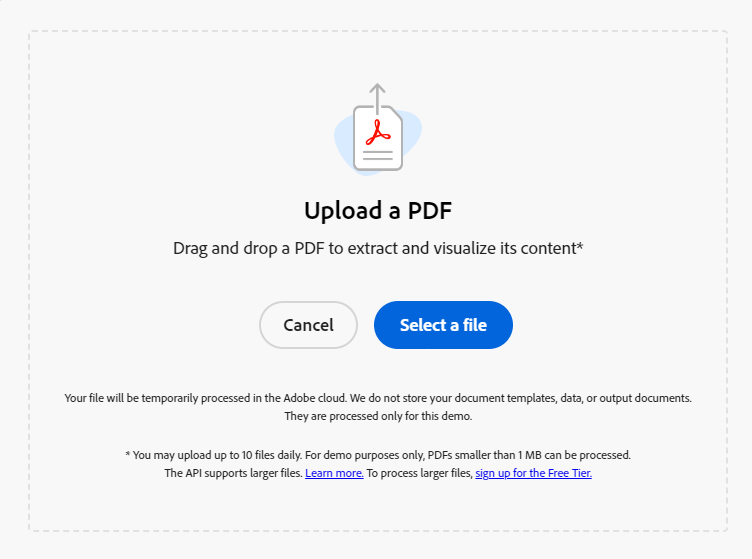 Upload a PDF
Drag and drop a PDF to extract and visualize its content*
Cancel
Select a file
Your file will be temporarily processed in the Adobe cloud. We do not store your document templates, data, or output documents.
They are processed only for this demo.
* You may upload up to 10 files daily. For demo purposes only, PDFs smaller than 1 MB can be processed.
The API supports larger files. Learn more. To process larger files, sign up for the Free Tier.